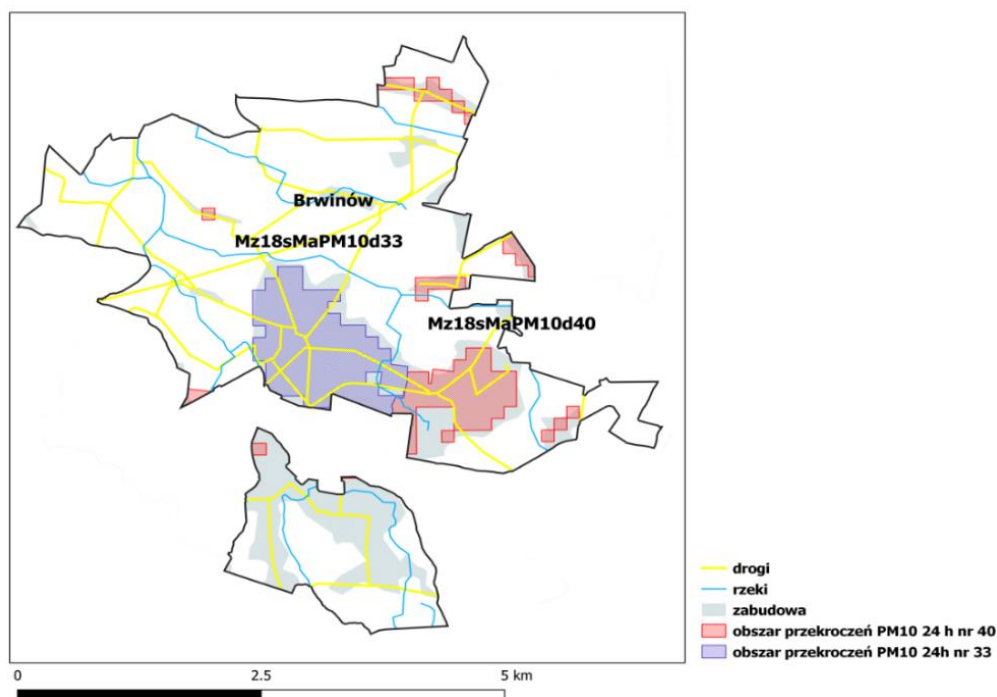 Brwinów
Mz18sMaPM10d33
Mz18sMaPM10d40
drogi
rzeki
zabudowa
obszar przekroczeń PM10 24 h nr 40
obszar przekroczeń PM10 24h nr 33
0 2.5 5 km